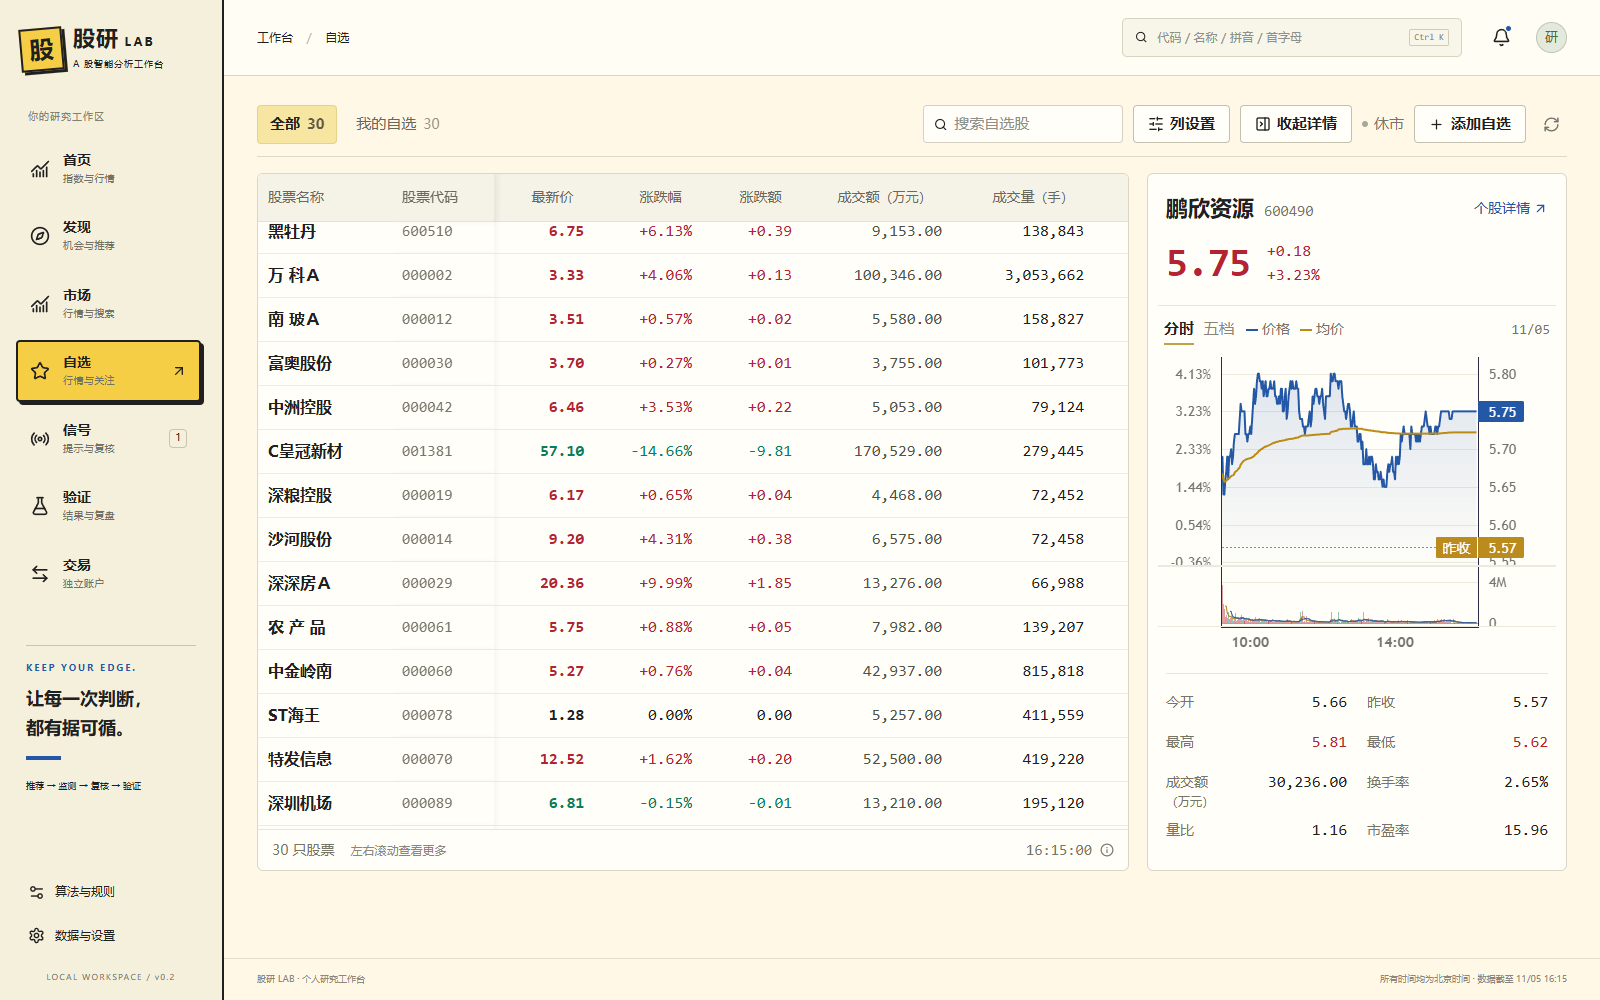 股
股研 LAB
A 股智能分析工作台
你的研究工作区
首页
指数与行情
发现
机会与推荐
市场
行情与搜索
自选
行情与关注
信号
提示与复核
1
验证
结果与复盘
交易
独立账户
KEEP YOUR EDGE.
让每一次判断，
都有据可循。
推荐 → 监测 → 复核 → 验证
算法与规则
数据与设置
LOCAL WORKSPACE / v0.2
工作台 / 自选
代码 / 名称 / 拼音 / 首字母
Ctrl K
研
全部 30
我的自选 30
搜索自选股
列设置
收起详情
休市
添加自选
股票名称 股票代码 最新价 涨跌幅 涨跌额 成交额（万元） 成交量（手）
黑牡丹 600510 6.75 +6.13% +0.39 9,153.00 138,843
万 科A 000002 3.33 +4.06% +0.13 100,346.00 3,053,662
南 玻A 000012 3.51 +0.57% +0.02 5,580.00 158,827
富奥股份 000030 3.70 +0.27% +0.01 3,755.00 101,773
中洲控股 000042 6.46 +3.53% +0.22 5,053.00 79,124
C皇冠新材 001381 57.10 -14.66% -9.81 170,529.00 279,445
深粮控股 000019 6.17 +0.65% +0.04 4,468.00 72,452
沙河股份 000014 9.20 +4.31% +0.38 6,575.00 72,458
深深房A 000029 20.36 +9.99% +1.85 13,276.00 66,988
农 产 品 000061 5.75 +0.88% +0.05 7,982.00 139,207
中金岭南 000060 5.27 +0.76% +0.04 42,937.00 815,818
ST海王 000078 1.28 0.00% 0.00 5,257.00 411,559
特发信息 000070 12.52 +1.62% +0.20 52,500.00 419,220
深圳机场 000089 6.81 -0.15% -0.01 13,210.00 195,120
30 只股票 左右滚动查看更多 16:15:00
鹏欣资源 600490 个股详情
5.75
+0.18
+3.23%
分时 五档 价格 均价 11/05
4.13% 5.80
3.23% 5.75
2.33% 5.70
1.44% 5.65
0.54% 5.60
昨收 5.57
-0.36% 5.55
4M
0
10:00 14:00
今开 5.66 昨收 5.57
最高 5.81 最低 5.62
成交额 30,236.00 换手率 2.65%
（万元）
量比 1.16 市盈率 15.96
股研 LAB · 个人研究工作台
所有时间均为北京时间 · 数据截至 11/05 16:15